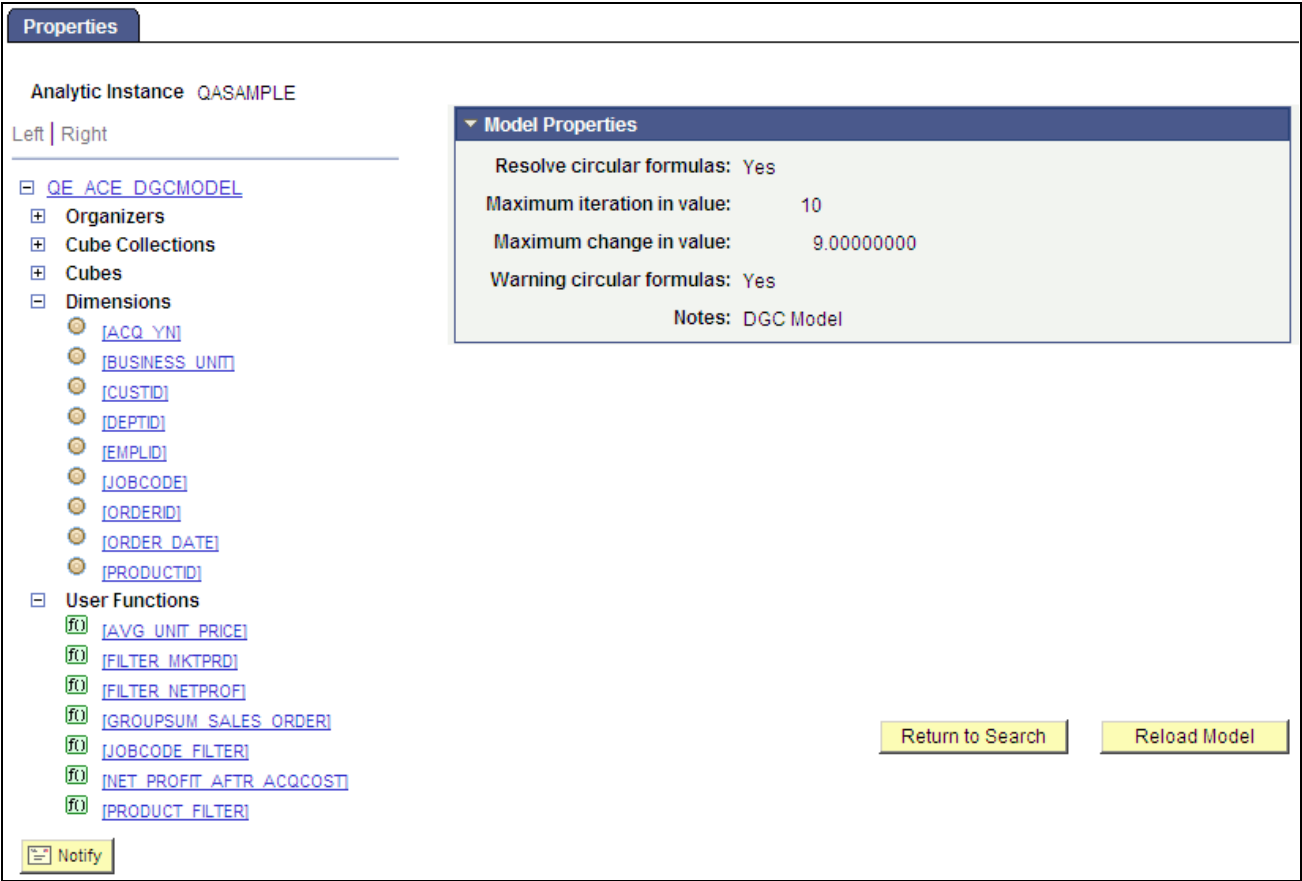 Properties
Analytic Instance QASAMPLE
Left | Right
QE_ACE_DGCMODEL
Organizers
Cube Collections
Cubes
Dimensions
[ACQ_YN]
[BUSINESS_UNIT]
[CUSTID]
[DEPTID]
[EMPLID]
[JOBCODE]
[ORDERID]
[ORDER_DATE]
[PRODUCTID]
User Functions
f() [AVG_UNIT_PRICE]
f() [FILTER_MKTPRD]
f() [FILTER_NETPROF]
f() [GROUPSUM_SALES_ORDER]
f() [JOBCODE_FILTER]
f() [NET_PROFIT_AFTR_ACQCOST]
f() [PRODUCT_FILTER]
Notify
Model Properties
Resolve circular formulas: Yes
Maximum iteration in value: 10
Maximum change in value: 9.00000000
Warning circular formulas: Yes
Notes: DGC Model
Return to Search Reload Model